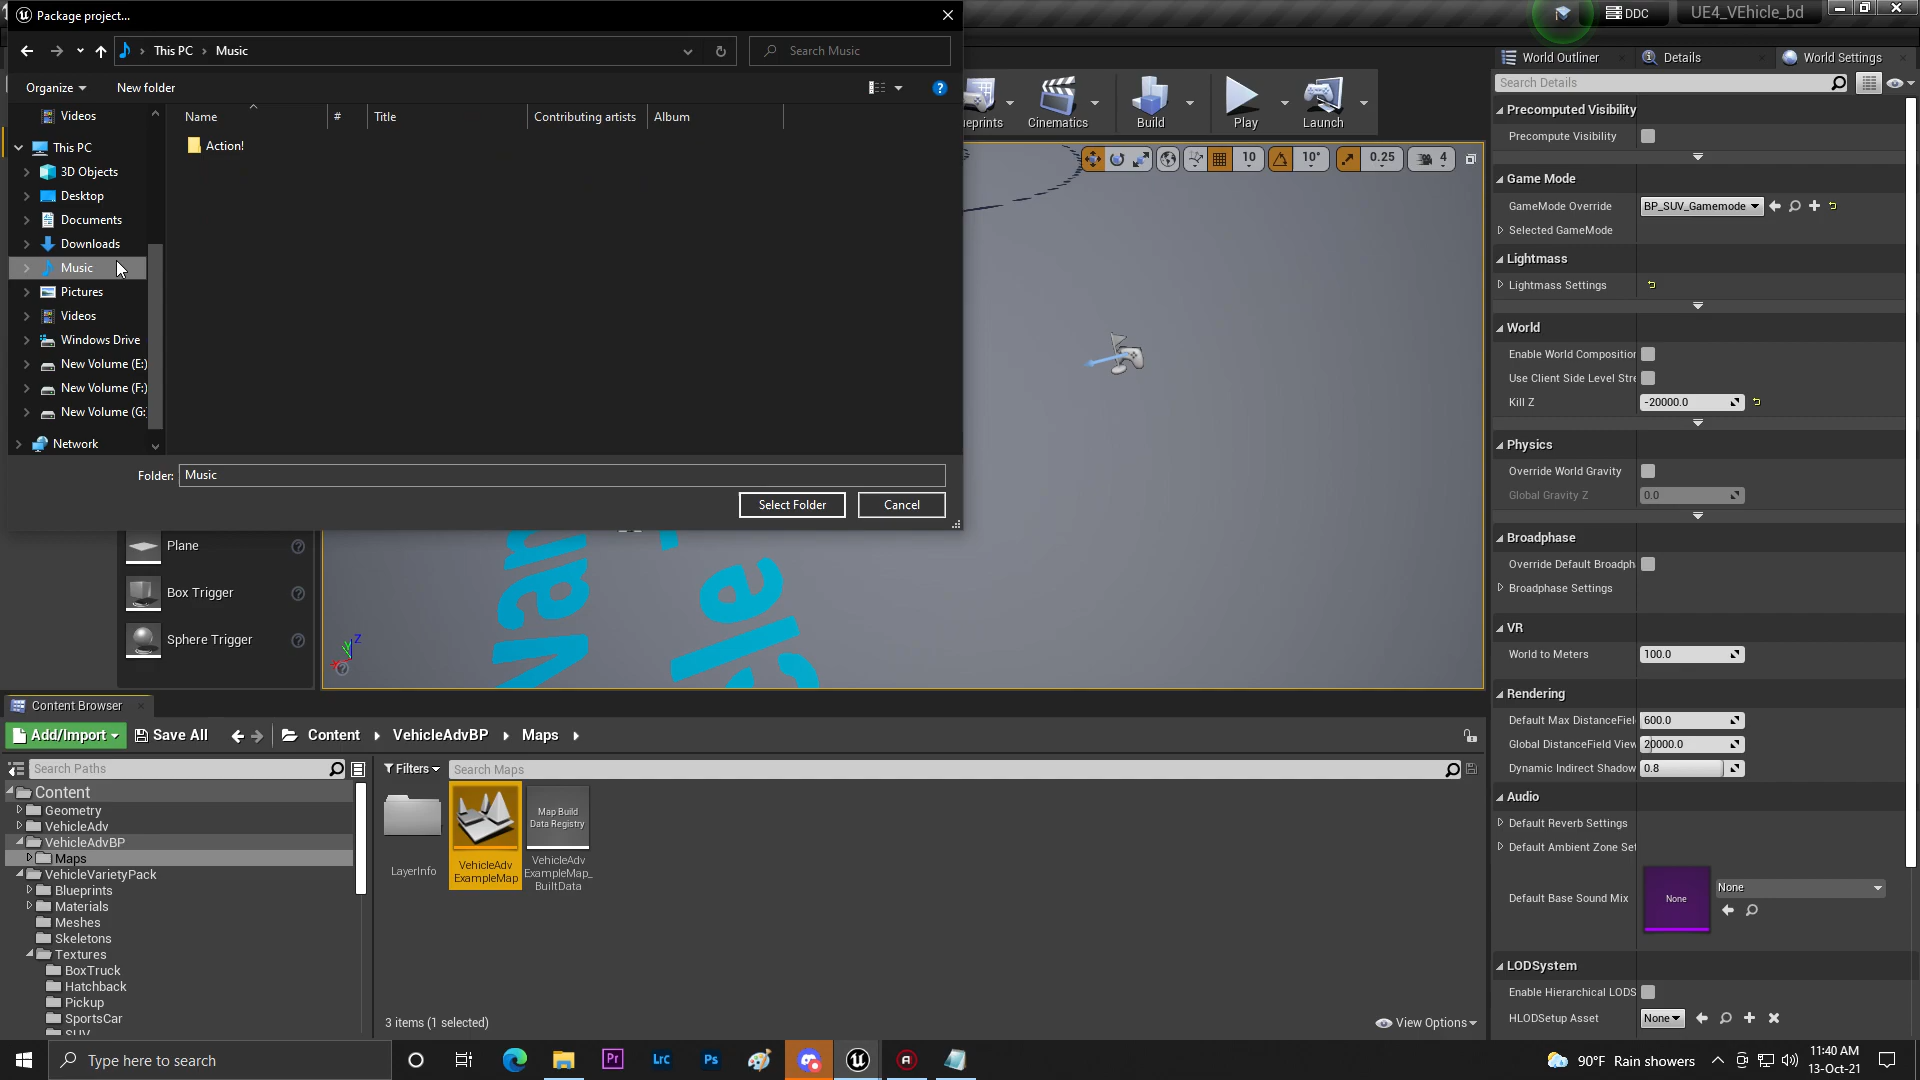 Package project...
DDC
UE4_VEhicle_bd
This PC
Music
Search Music
World Outliner
Details
World Settings
Organize
New folder
Search Details
Videos
Name
#
Title
Contributing artists
Album
Cinematics
Build
Play
Launch
Precomputed Visibility
Precompute Visibility
This PC
Action!
10
10°
0.25
4
3D Objects
Game Mode
Desktop
GameMode Override
BP_SUV_Gamemode
Documents
Selected GameMode
Downloads
Lightmass
Music
Lightmass Settings
Pictures
Videos
World
Windows Drive
Enable World Compositior
New Volume (E:)
Use Client Side Level Stre
New Volume (F:)
Kill Z
-20000.0
New Volume (G:
Network
Physics
Folder:
Music
Override World Gravity
Global Gravity Z
0.0
Select Folder
Cancel
Broadphase
Plane
Override Default Broadph
Broadphase Settings
Box Trigger
VR
Sphere Trigger
World to Meters
100.0
Z
Rendering
Content Browser
Default Max DistanceFiel
600.0
Add/Import
Save All
Content
VehicleAdvBP
Maps
Global DistanceField View
20000.0
Search Paths
Filters
Search Maps
Dynamic Indirect Shadow
0.8
Content
Audio
Geometry
Map Build
Data Registry
Default Reverb Settings
VehicleAdv
VehicleAdvBP
Default Ambient Zone Set
Maps
LayerInfo
VehicleAdv
ExampleMap
VehicleAdv
ExampleMap_
BuiltData
VehicleVarietyPack
None
Blueprints
Default Base Sound Mix
None
Materials
Meshes
Skeletons
Textures
LODSystem
BoxTruck
Hatchback
Enable Hierarchical LODS
Pickup
SportsCar
HLODSetup Asset
None
SUV
3 items (1 selected)
View Options
Type here to search
Pr
Lrc
Ps
90°F Rain showers
11:40 AM
13-Oct-21